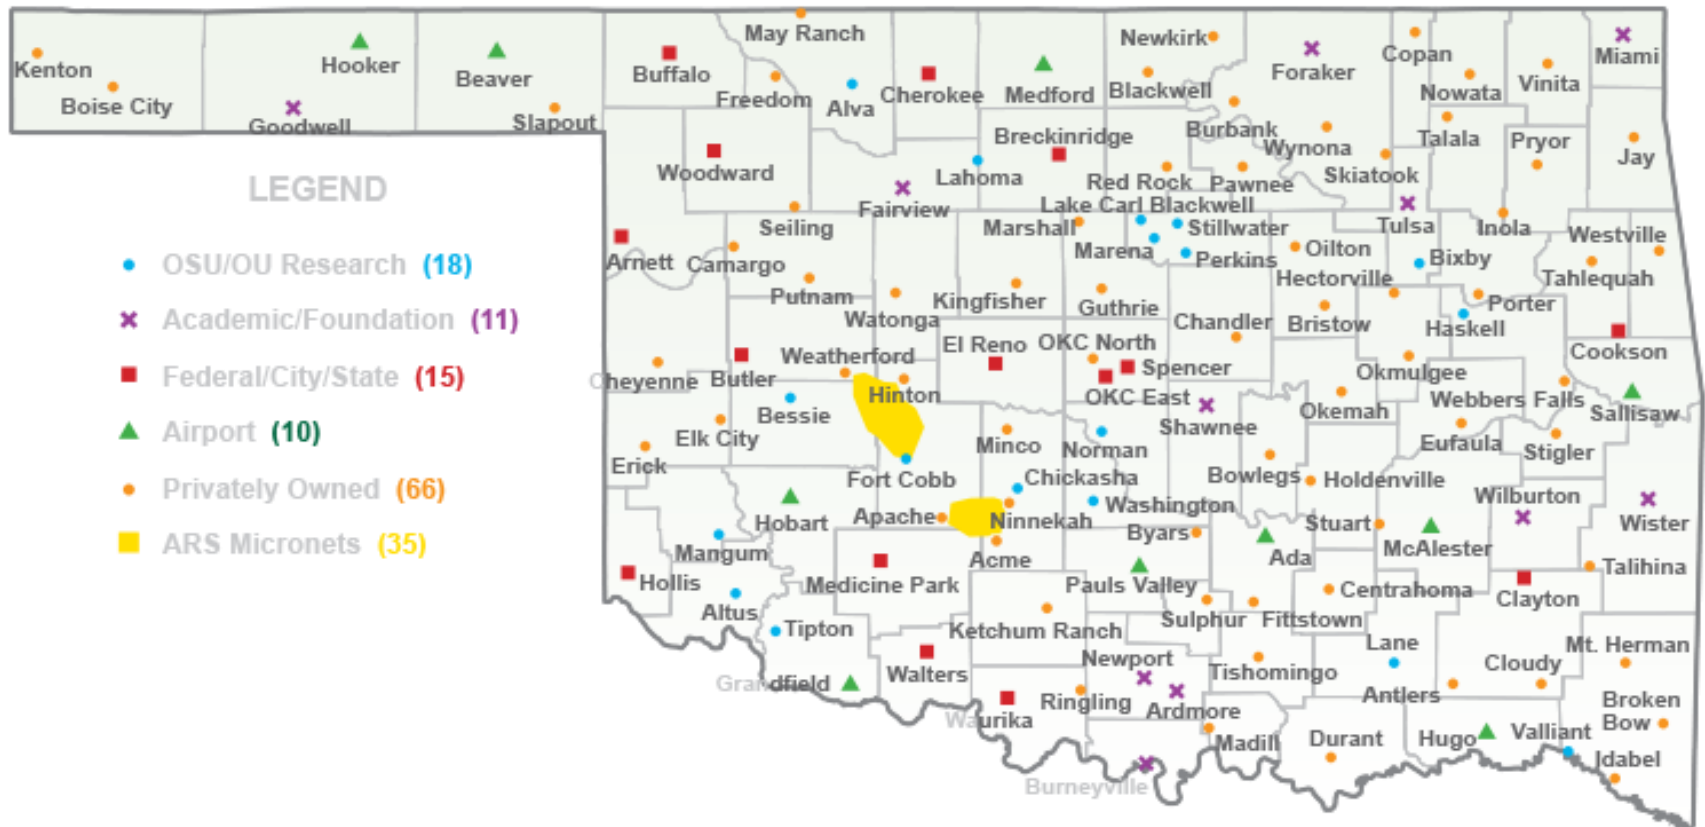 May Ranch
Newkirk
Copan
Miami
Kenton
Hooker
Beaver
Buffalo
Foraker
Vinita
Boise City
Freedom
Alva
Cherokee
Medford
Blackwell
Nowata
Goodwell
Slapout
Breckinridge
Burbank
Wynona
Talala
Pryor
Jay
Woodward
Lahoma
Red Rock
Pawnee
Skiatook
LEGEND
Fairview
Lake Carl Blackwell
Seiling
Marshall
Stillwater
Tulsa
Inola
Westville
Arnett
Camargo
Marena
Perkins
Oilton
Bixby
OSU/OU Research (18)
Hectorville
Tahlequah
Putnam
Kingfisher
Guthrie
Porter
Academic/Foundation (11)
Watonga
Chandler
Bristow
Haskell
Weatherford
El Reno
OKC North
Cookson
Federal/City/State (15)
Cheyenne
Butler
Spencer
Okmulgee
Hinton
OKC East
Webbers Falls
Bessie
Shawnee
Okemah
Sallisaw
Airport (10)
Elk City
Minco
Norman
Eufaula
Stigler
Erick
Fort Cobb
Chickasha
Bowlegs
Holdenville
Privately Owned (66)
Wilburton
Washington
Hobart
Apache
Ninnekah
Stuart
Wister
ARS Micronets (35)
Mangum
Acme
Byars
Ada
McAlester
Hollis
Medicine Park
Pauls Valley
Centrahoma
Talihina
Clayton
Altus
Sulphur
Fittstown
Tipton
Ketchum Ranch
Lane
Mt. Herman
Newport
Tishomingo
Cloudy
Grandfield
Walters
Ringling
Ardmore
Antlers
Broken
Bow
Waurika
Madill
Durant
Hugo
Valliant
Idabel
Burneyville